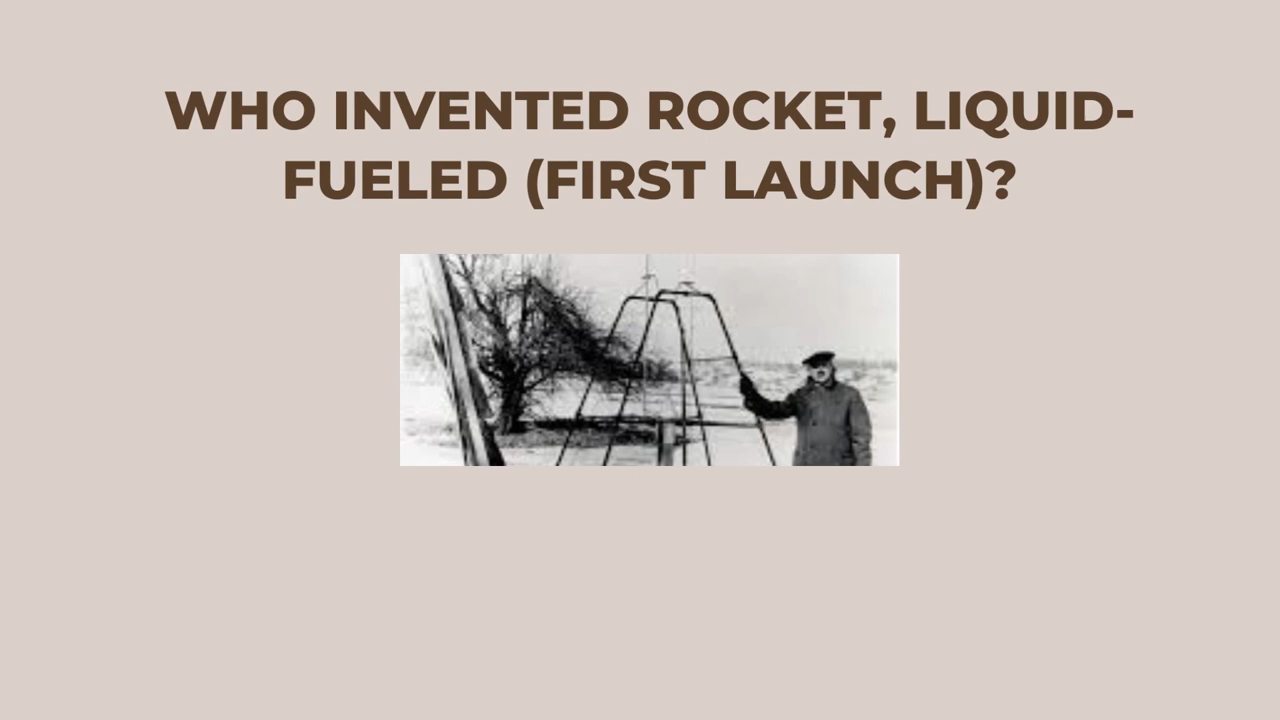 WHO INVENTED ROCKET, LIQUID-
FUELED (FIRST LAUNCH)?